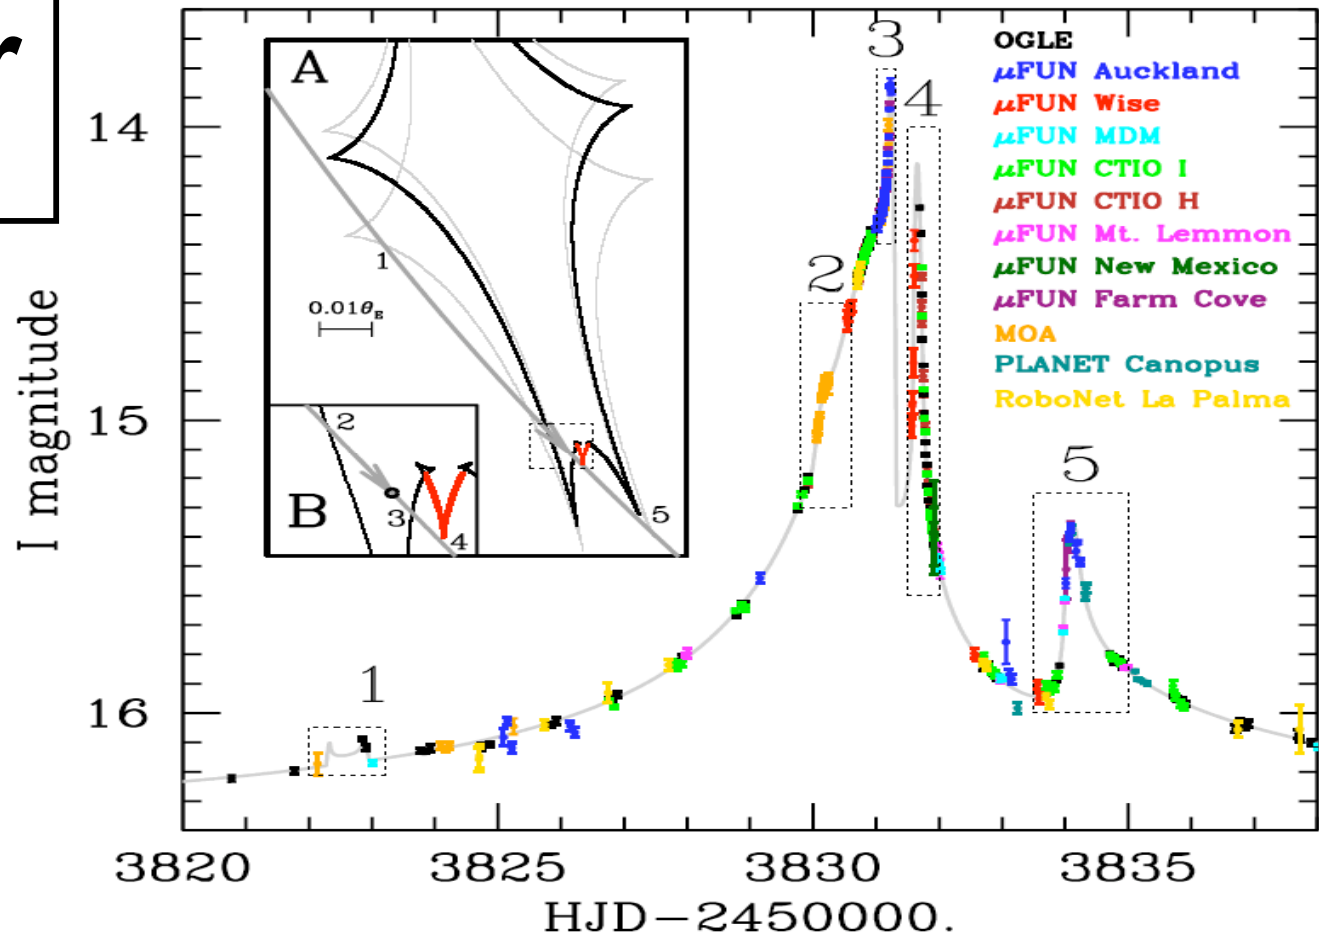 r
3
4
OGLE
μFUN Auckland
μFUN Wise
μFUN MDM
μFUN CTIO I
μFUN CTIO H
μFUN Mt. Lemmon
μFUN New Mexico
μFUN Farm Cove
MOA
PLANET Canopus
RoboNet La Palma
A
1
0.01θE
2
B
3
4
5
2
5
1
14
15
16
I magnitude
3820 3825 3830 3835
HJD−2450000.